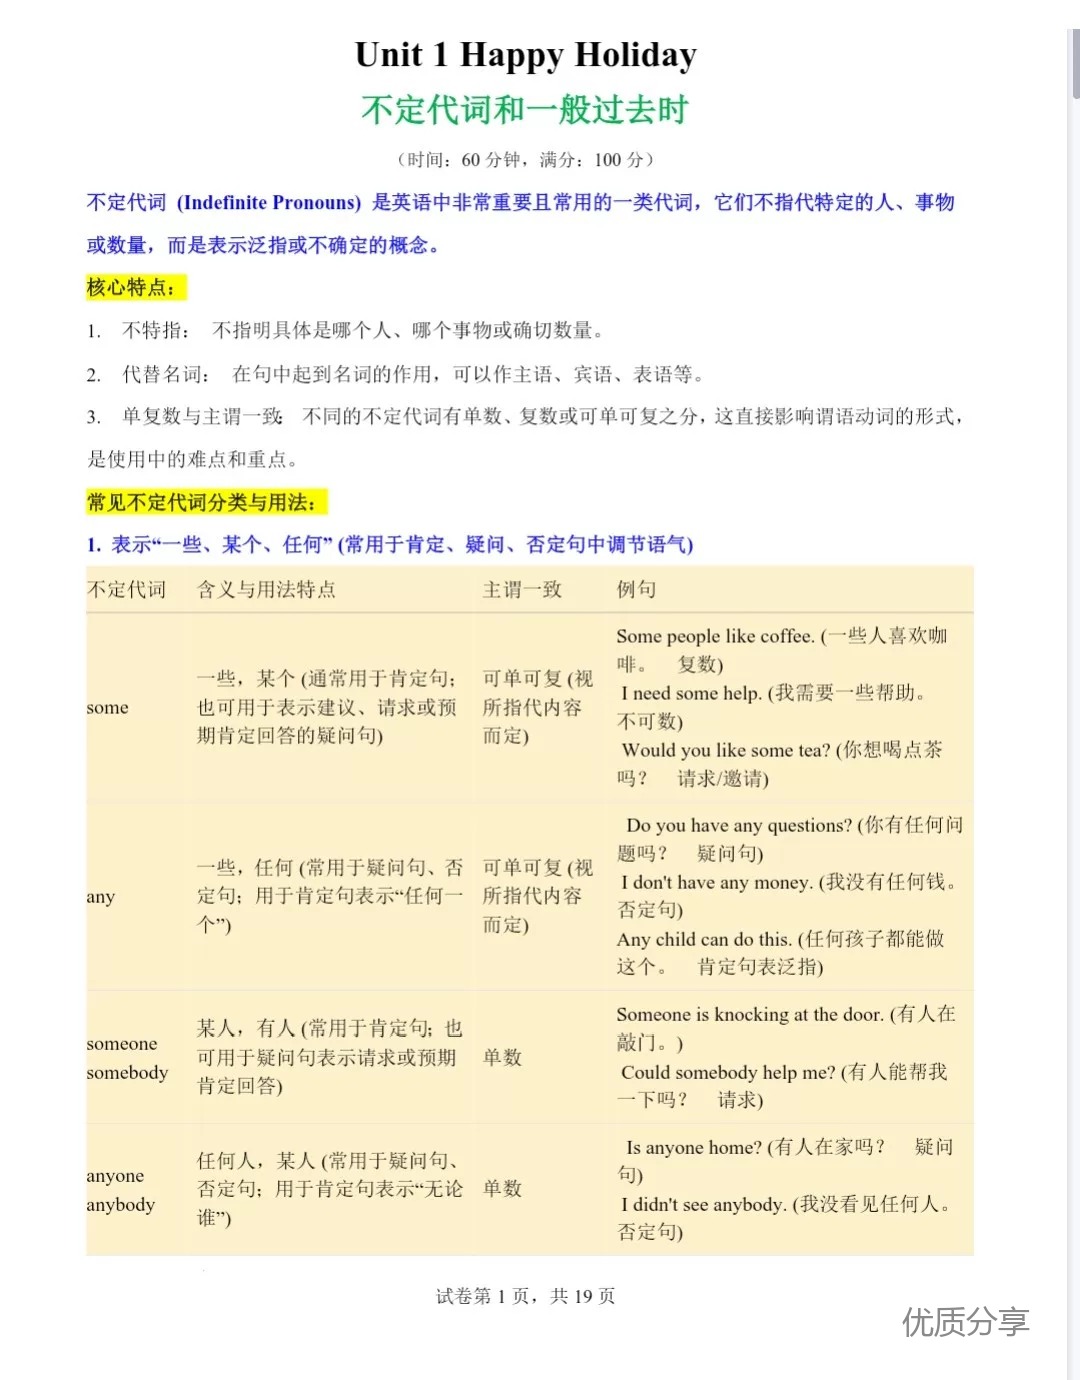 Unit 1 Happy Holiday
不定代词和一般过去时
（时间：60 分钟，满分：100 分）
不定代词 (Indefinite Pronouns) 是英语中非常重要且常用的一类代词，它们不指代特定的人、事物
或数量，而是表示泛指或不确定的概念。
核心特点：
1. 不特指： 不指明具体是哪个人、哪个事物或确切数量。
2. 代替名词： 在句中起到名词的作用，可以作主语、宾语、表语等。
3. 单复数与主谓一致： 不同的不定代词有单数、复数或可单可复之分，这直接影响谓语动词的形式，
是使用中的难点和重点。
常见不定代词分类与用法：
1. 表示“一些、某个、任何” (常用于肯定、疑问、否定句中调节语气)
不定代词 含义与用法特点 主谓一致 例句
some
一些，某个 (通常用于肯定句；
也可用于表示建议、请求或预
期肯定回答的疑问句)
可单可复 (视
所指代内容
而定)
Some people like coffee. (一些人喜欢咖
啡。 复数)
I need some help. (我需要一些帮助。
不可数)
Would you like some tea? (你想喝点茶
吗？ 请求/邀请)
any
一些，任何 (常用于疑问句、否
定句；用于肯定句表示“任何一
个”)
可单可复 (视
所指代内容
而定)
Do you have any questions? (你有任何问
题吗？ 疑问句)
I don't have any money. (我没有任何钱。
否定句)
Any child can do this. (任何孩子都能做
这个。 肯定句表泛指)
someone
somebody
某人，有人 (常用于肯定句；也
可用于疑问句表示请求或预期
肯定回答)
单数
Someone is knocking at the door. (有人在
敲门。)
Could somebody help me? (有人能帮我
一下吗？ 请求)
anyone
anybody
任何人，某人 (常用于疑问句、
否定句；用于肯定句表示“无论
谁”)
单数
Is anyone home? (有人在家吗？ 疑问
句)
I didn't see anybody. (我没看见任何人。
否定句)
试卷第 1 页，共 19 页
优质分享